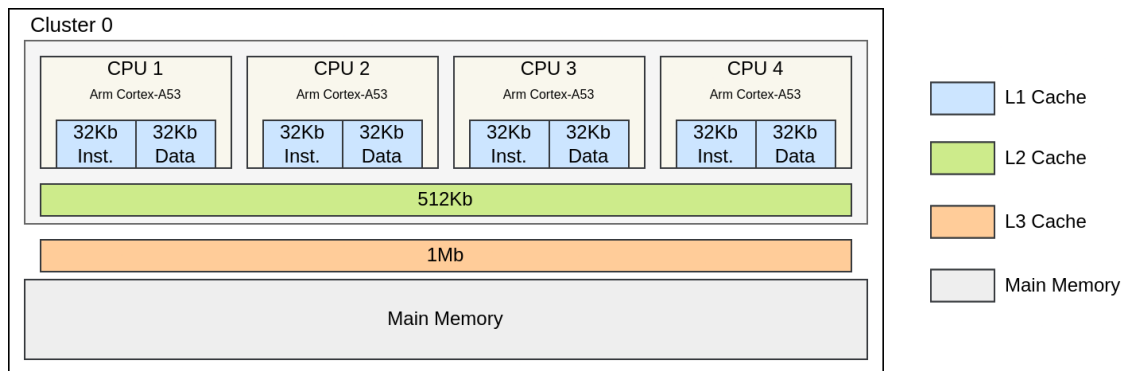 Cluster 0
CPU 1
Arm Cortex-A53
32Kb
Inst.
32Kb
Data
CPU 2
Arm Cortex-A53
32Kb
Inst.
32Kb
Data
CPU 3
Arm Cortex-A53
32Kb
Inst.
32Kb
Data
CPU 4
Arm Cortex-A53
32Kb
Inst.
32Kb
Data
512Kb
1Mb
Main Memory
L1 Cache
L2 Cache
L3 Cache
Main Memory